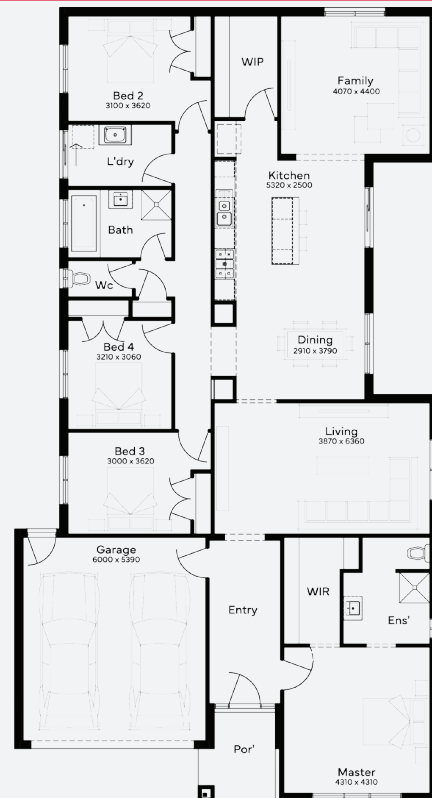 Bed 2
3100 x 3620
WIP
Family
4070 x 4400
L'dry
Kitchen
5320 x 2500
Bath
Wc
Bed 4
3210 x 3060
Dining
2910 x 3790
Living
3870 x 6360
Bed 3
3000 x 3620
Garage
6000 x 5390
WIR
Entry
Ens'
Por'
Master
4310 x 4310